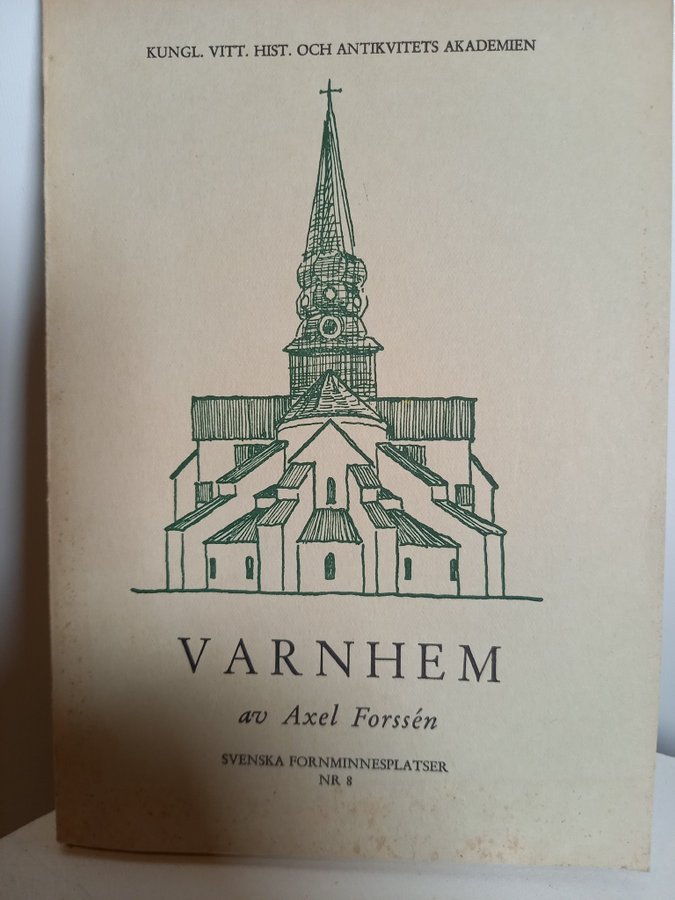 KUNGL. VITT. HIST. OCH ANTIKVITETS AKADEMIEN
VARNHEM
av Axel Forssén
SVENSKA FORNMINNESPLATSER
NR 8